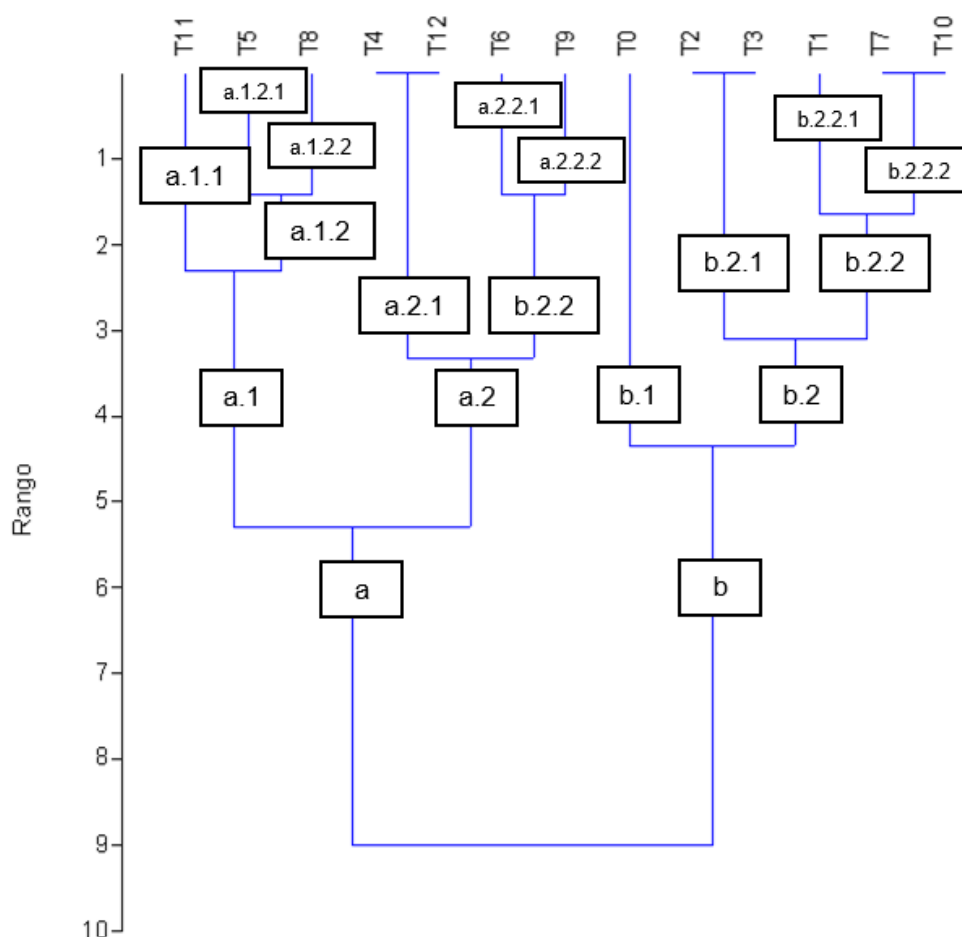 T11 T5 T8 T4 T12 T6 T9 T0 T2 T3 T1 T7 T10
a.1.2.1 a.2.2.1 b.2.2.1
a.1.2.2 a.2.2.2 b.2.2.2
1
a.1.1
a.1.2
2
b.2.1 b.2.2
a.2.1 b.2.2
3
a.1 a.2 b.1 b.2
4
5
Rango
a b
6
7
8
9
10